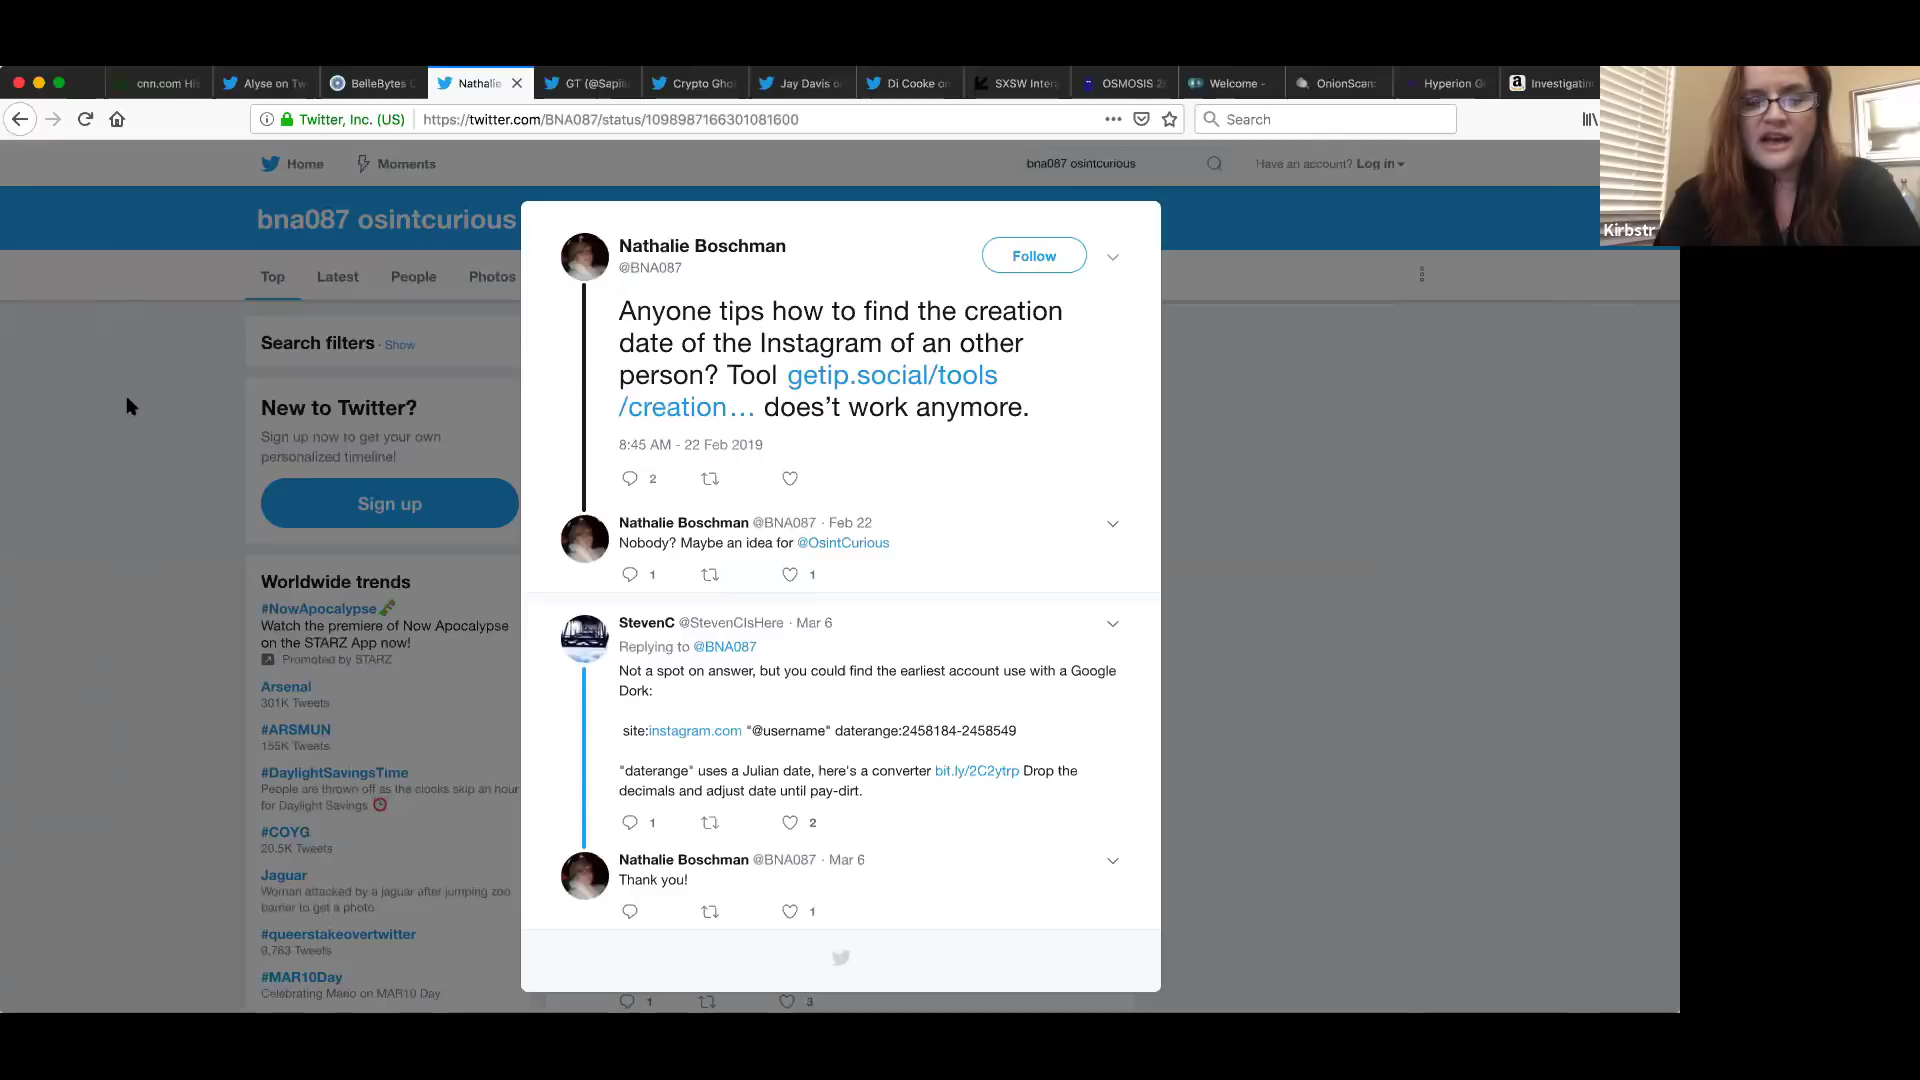 cnn.com His
Alyse on Tw
BelleBytes E
Nathalie
GT (@Sapie
Crypto Gho
Jay Davis o
Di Cooke on
SXSW Inter
OSMOSIS 2
Welcome -
OnionScan:
Hyperion G
Investigatin
Twitter, Inc. (US)
https://twitter.com/BNA087/status/1098987166301081600
Search
Home
Moments
bna087 osintcurious
Have an account? Log in
Kirbstr
bna087 osintcurious
Top
Latest
People
Photos
Search filters · Show
New to Twitter?
Sign up now to get your own
personalized timeline!
Sign up
Worldwide trends
#NowApocalypse
Watch the premiere of Now Apocalypse
on the STARZ App now!
Promoted by STARZ
Arsenal
301K Tweets
#ARSMUN
155K Tweets
#DaylightSavingsTime
People are thrown off as the clocks skip an hour
for Daylight Savings
#COYG
20.5K Tweets
Jaguar
Woman attacked by a jaguar after jumping zoo
barrier to get a photo
#queerstakeovertwitter
9,763 Tweets
#MAR10Day
Celebrating Mario on MAR10 Day
Nathalie Boschman
@BNA087
Follow
Anyone tips how to find the creation
date of the Instagram of an other
person? Tool getip.social/tools
/creation… does’t work anymore.
8:45 AM - 22 Feb 2019
2
Nathalie Boschman @BNA087 · Feb 22
Nobody? Maybe an idea for @OsintCurious
1
1
StevenC @StevenCIsHere · Mar 6
Replying to @BNA087
Not a spot on answer, but you could find the earliest account use with a Google
Dork:
site:instagram.com "@username" daterange:2458184-2458549
"daterange" uses a Julian date, here's a converter bit.ly/2C2ytrp Drop the
decimals and adjust date until pay-dirt.
1
2
Nathalie Boschman @BNA087 · Mar 6
Thank you!
1
1
3